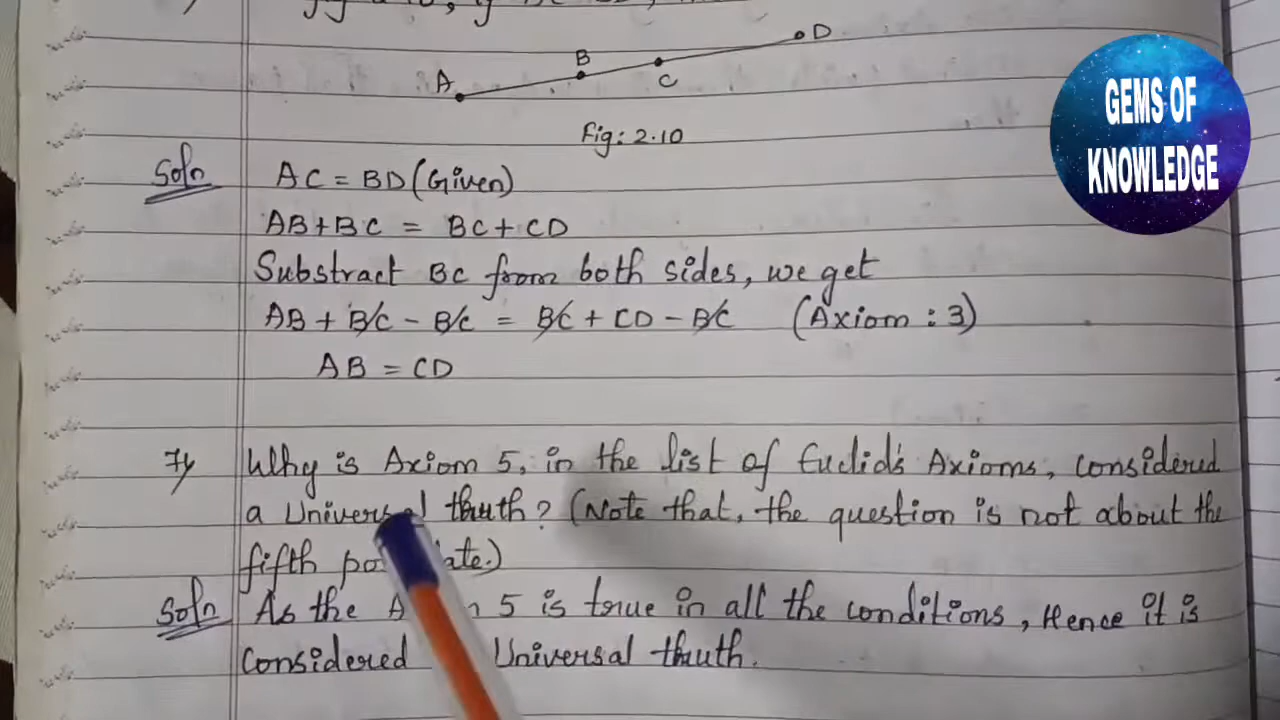 A B C D
Fig: 2.10
GEMS OF
KNOWLEDGE
Soln AC = BD (Given)
AB+BC = BC+CD
Substract BC from both sides, we get
AB + BC - BC = BC + CD - BC (Axiom : 3)
AB = CD
7) Why is Axiom 5, in the list of Euclid's Axioms, considered
a Universal thuth? (Note that, the question is not about the
fifth ate.)
Soln As the 5 is true in all the conditions, Hence it is
Considered Universal thuth.